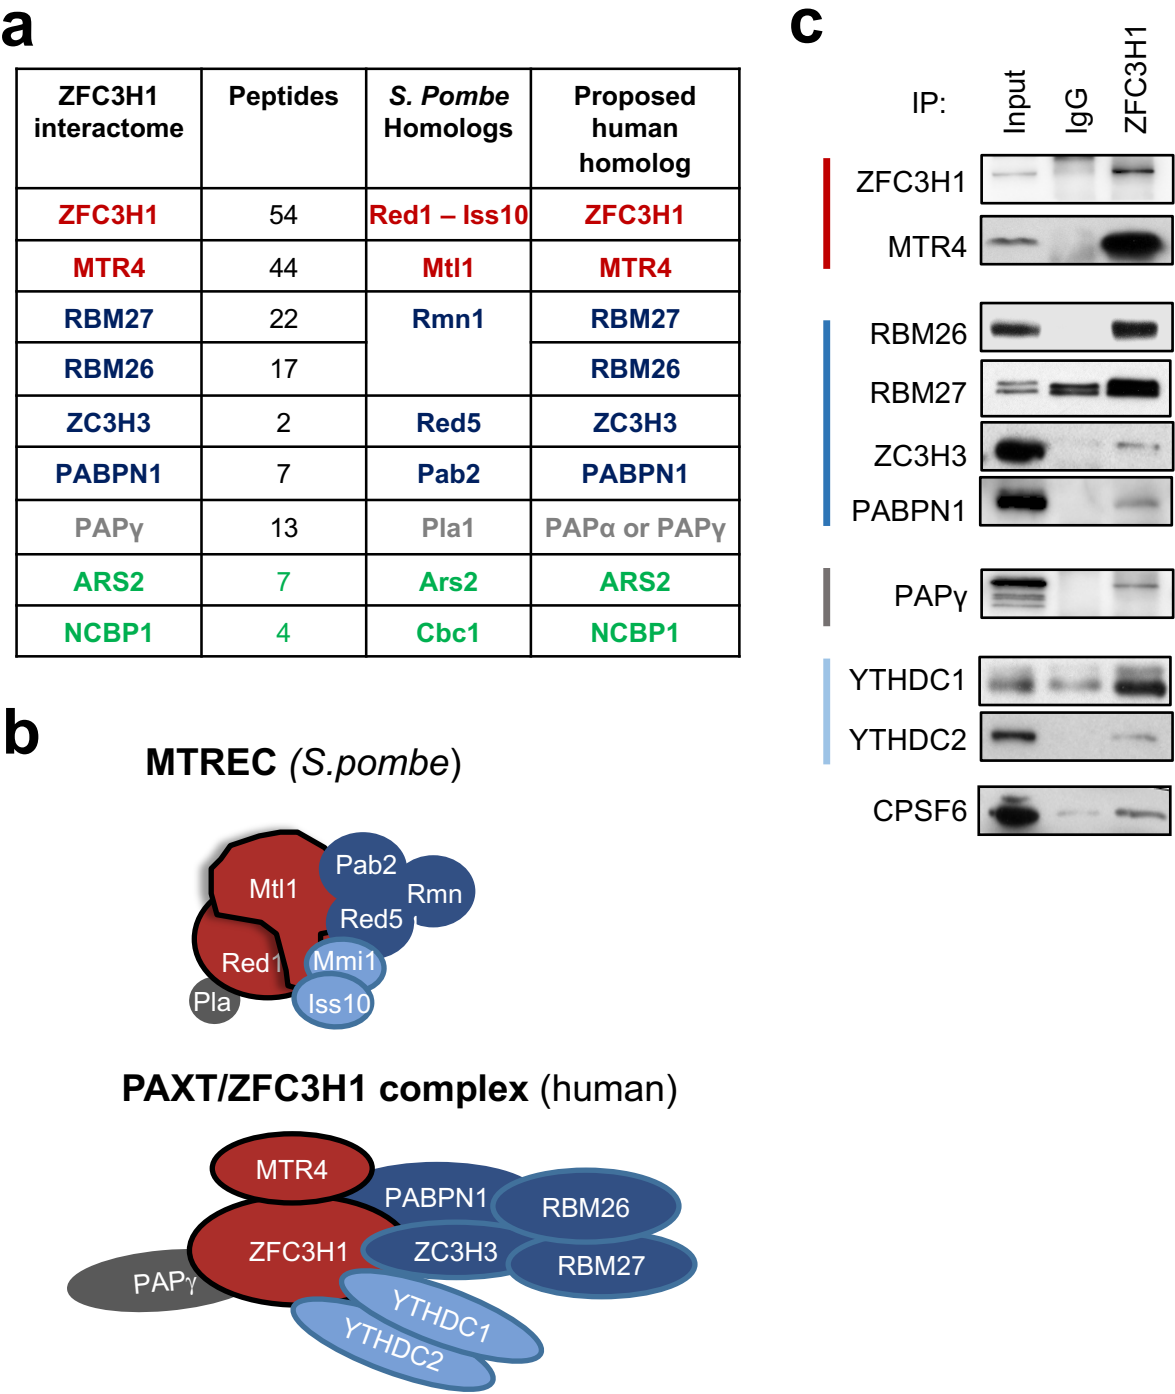 a
ZFC3H1 interactome Peptides S. Pombe Homologs Proposed human homolog
ZFC3H1 54 Red1 – Iss10 ZFC3H1
MTR4 44 Mtl1 MTR4
RBM27 22 Rmn1 RBM27
RBM26 17 RBM26
ZC3H3 2 Red5 ZC3H3
PABPN1 7 Pab2 PABPN1
PAPγ 13 Pla1 PAPα or PAPγ
ARS2 7 Ars2 ARS2
NCBP1 4 Cbc1 NCBP1
b
MTREC (S.pombe)
Mtl1
Pab2
Rmn
Red5
Red1
Mmi1
Pla
Iss10
PAXT/ZFC3H1 complex (human)
MTR4
PABPN1
RBM26
ZFC3H1
ZC3H3
RBM27
PAPγ
YTHDC1
YTHDC2
c
IP: Input IgG ZFC3H1
ZFC3H1
MTR4
RBM26
RBM27
ZC3H3
PABPN1
PAPγ
YTHDC1
YTHDC2
CPSF6